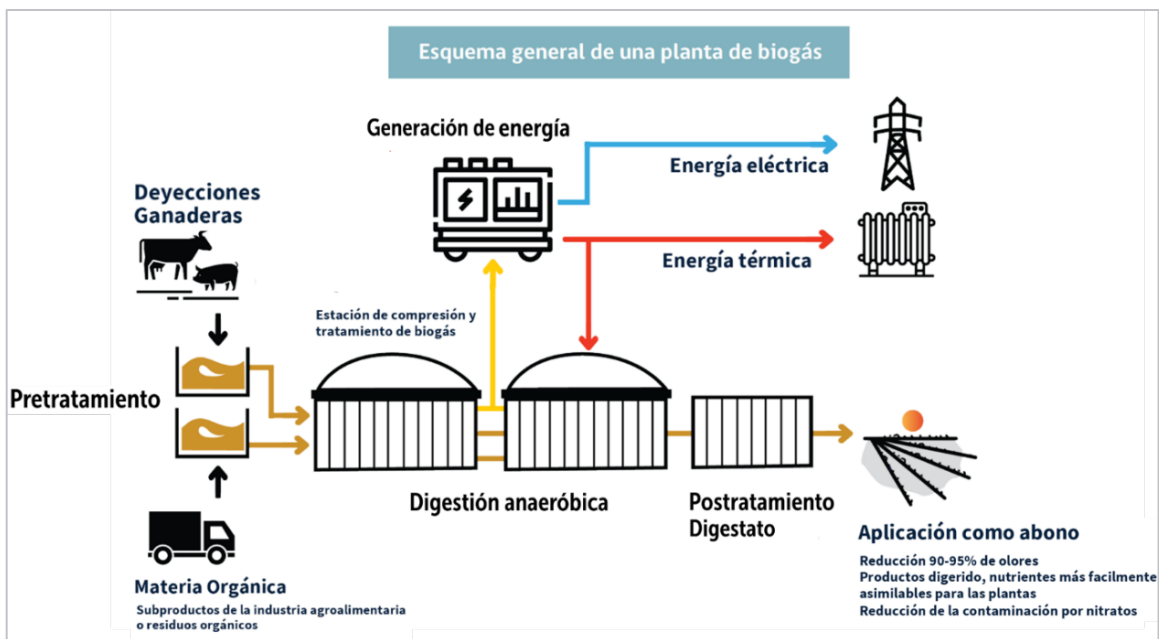 Esquema general de una planta de biogás
Generación de energía
Energía eléctrica
Energía térmica
Deyecciones
Ganaderas
Estación de compresión y
tratamiento de biogás
Pretratamiento
Digestión anaeróbica
Postratamiento
Digestato
Materia Orgánica
Subproductos de la industria agroalimentaria
o residuos orgánicos
Aplicación como abono
Reducción 90-95% de olores
Productos digerido, nutrientes más facilmente
asimilables para las plantas
Reducción de la contaminación por nitratos